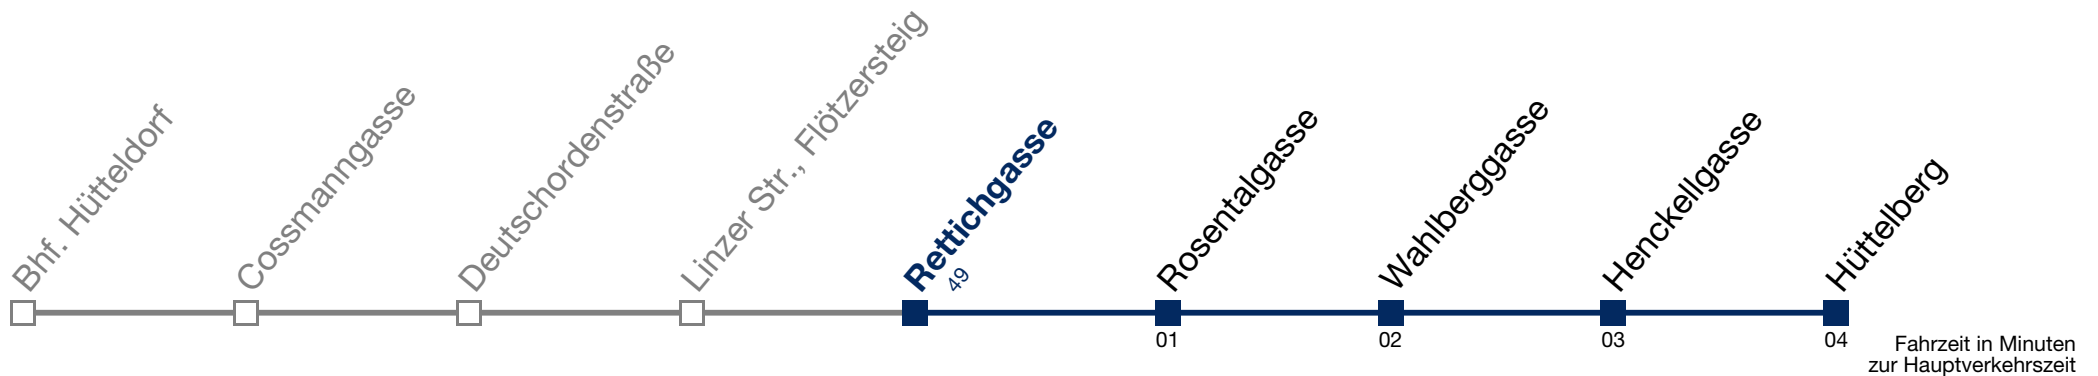 Bhf. Hütteldorf
Cossmanngasse
Deutschordenstraße
Linzer Str., Flötzersteig
Rettichgasse
49
Rosentalgasse
Wahlberggasse
Henckellgasse
Hüttelberg
01
02
03
04
Fahrzeit in Minuten
zur Hauptverkehrszeit